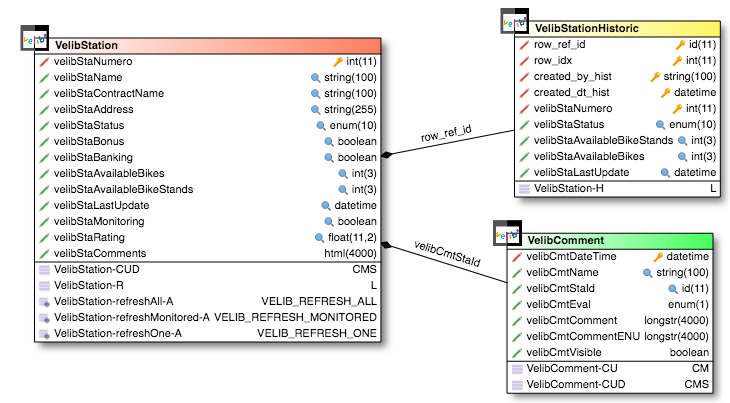 velib
VelibStation
velibStaNumero int(11)
velibStaName string(100)
velibStaContractName string(100)
velibStaAddress string(255)
velibStaStatus enum(10)
velibStaBonus boolean
velibStaBanking boolean
velibStaAvailableBikes int(3)
velibStaAvailableBikeStands int(3)
velibStaLastUpdate datetime
velibStaMonitoring boolean
velibStaRating float(11,2)
velibStaComments html(4000)
VelibStation-CUD CMS
VelibStation-R L
VelibStation-refreshAll-A VELIB_REFRESH_ALL
VelibStation-refreshMonitored-A VELIB_REFRESH_MONITORED
VelibStation-refreshOne-A VELIB_REFRESH_ONE
row_ref_id
velibCmtStaId
velib
VelibStationHistoric
row_ref_id id(11)
row_idx int(11)
created_by_hist string(100)
created_dt_hist datetime
velibStaNumero int(11)
velibStaStatus enum(10)
velibStaAvailableBikeStands int(3)
velibStaAvailableBikes int(3)
velibStaLastUpdate datetime
VelibStation-H L
velib
VelibComment
velibCmtDateTime datetime
velibCmtName string(100)
velibCmtStaId id(11)
velibCmtEval enum(1)
velibCmtComment longstr(4000)
velibCmtCommentENU longstr(4000)
velibCmtVisible boolean
VelibComment-CU CM
VelibComment-CUD CMS